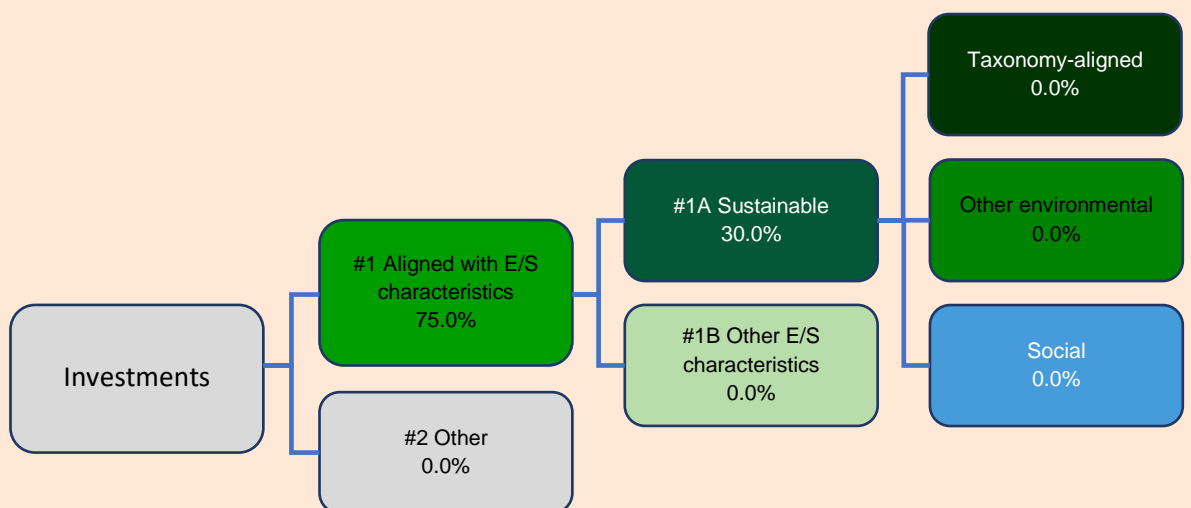 Investments
#1 Aligned with E/S
characteristics
75.0%
#2 Other
0.0%
#1A Sustainable
30.0%
#1B Other E/S
characteristics
0.0%
Taxonomy-aligned
0.0%
Other environmental
0.0%
Social
0.0%